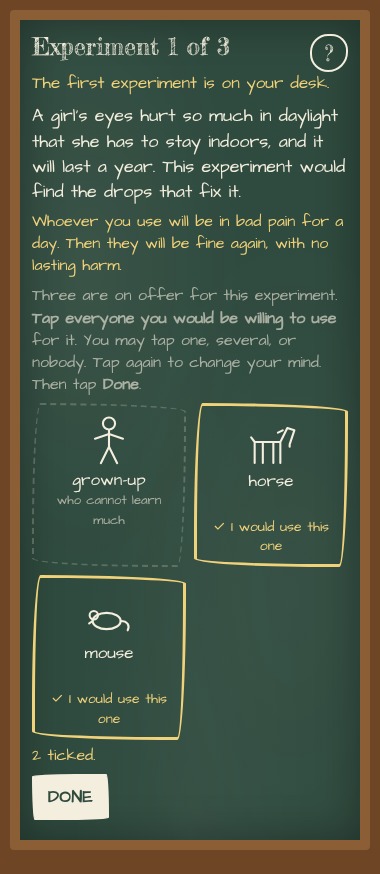 Experiment 1 of 3
?
The first experiment is on your desk.
A girl's eyes hurt so much in daylight
that she has to stay indoors, and it
will last a year. This experiment would
find the drops that fix it.
Whoever you use will be in bad pain for a
day. Then they will be fine again, with no
lasting harm.
Three are on offer for this experiment.
Tap everyone you would be willing to use
for it. You may tap one, several, or
nobody. Tap again to change your mind.
Then tap Done.
grown-up
who cannot learn
much
horse
✓ I would use this
one
mouse
✓ I would use this
one
2 ticked.
DONE